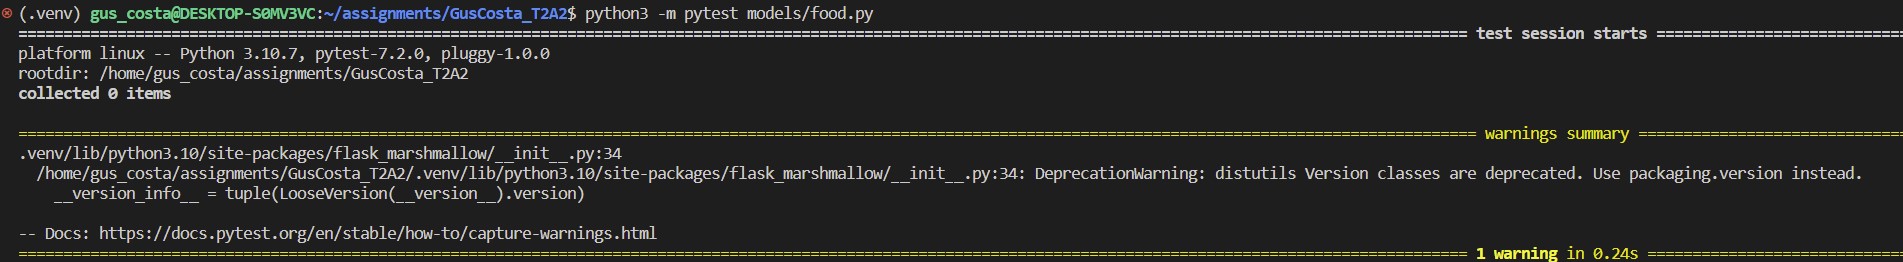 (.venv) gus_costa@DESKTOP-S0MV3VC:~/assignments/GusCosta_T2A2$ python3 -m pytest models/food.py
=== test session starts ===
platform linux -- Python 3.10.7, pytest-7.2.0, pluggy-1.0.0
rootdir: /home/gus_costa/assignments/GusCosta_T2A2
collected 0 items
=== warnings summary ===
.venv/lib/python3.10/site-packages/flask_marshmallow/__init__.py:34
  /home/gus_costa/assignments/GusCosta_T2A2/.venv/lib/python3.10/site-packages/flask_marshmallow/__init__.py:34: DeprecationWarning: distutils Version classes are deprecated. Use packaging.version instead.
    __version_info__ = tuple(LooseVersion(__version__).version)
-- Docs: https://docs.pytest.org/en/stable/how-to/capture-warnings.html
=== 1 warning in 0.24s ===